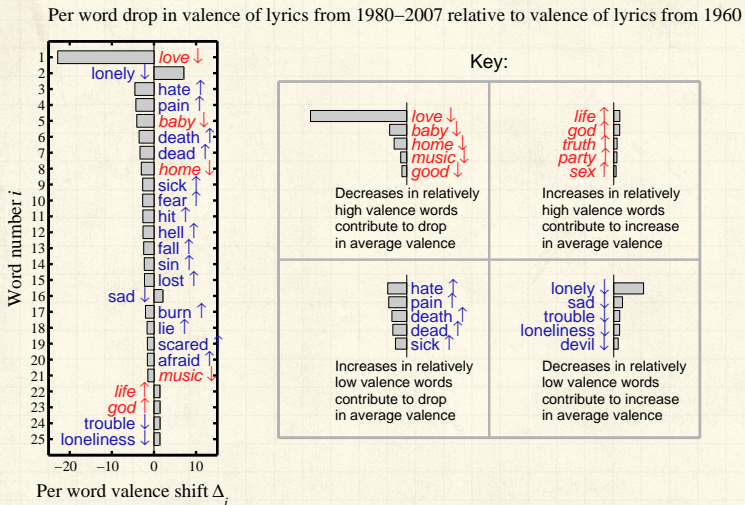 Per word drop in valence of lyrics from 1980–2007 relative to valence of lyrics from 1960
Word number i
1 love ↓
2 lonely ↓
3 hate ↑
4 pain ↑
5 baby ↓
6 death ↑
7 dead ↑
8 home ↓
9 sick ↑
10 fear ↑
11 hit ↑
12 hell ↑
13 fall ↑
14 sin ↑
15 lost ↑
16 sad ↓
17 burn ↑
18 lie ↑
19 scared ↑
20 afraid ↑
21 music ↓
22 life ↑
23 god ↑
24 trouble ↓
25 loneliness ↓
−20 −10 0 10
Per word valence shift Δi
Key:
love ↓
baby ↓
home ↓
music ↓
good ↓
Decreases in relatively
high valence words
contribute to drop
in average valence
life ↑
god ↑
truth ↑
party ↑
sex ↑
Increases in relatively
high valence words
contribute to increase
in average valence
hate ↑
pain ↑
death ↑
dead ↑
sick ↑
Increases in relatively
low valence words
contribute to drop
in average valence
lonely ↓
sad ↓
trouble ↓
loneliness ↓
devil ↓
Decreases in relatively
low valence words
contribute to increase
in average valence